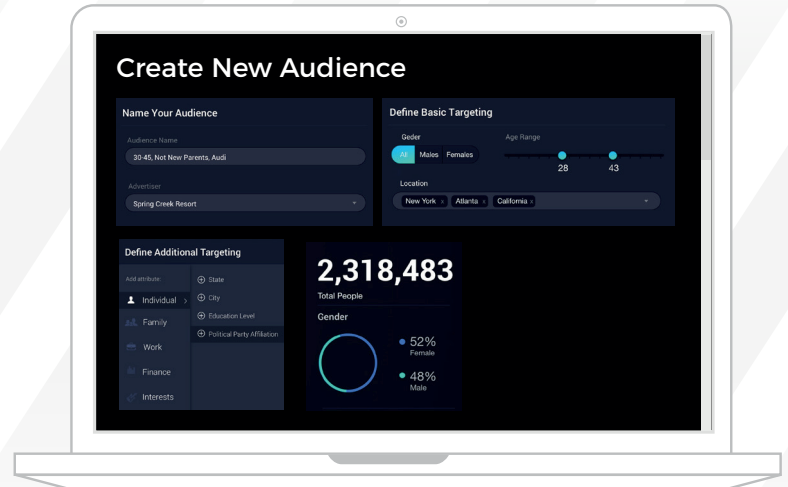 Create New Audience
Name Your Audience
Audience Name
30-45, Not New Parents, Audi
Advertiser
Spring Creek Resort
Define Basic Targeting
Geder
All Males Females
Age Range
28 43
Location
New York x Atlanta x California x
Define Additional Targeting
Add attribute:
Individual >
Family
Work
Finance
Interests
State
City
Education Level
Political Party Affiliation
2,318,483
Total People
Gender
52%
Female
48%
Male